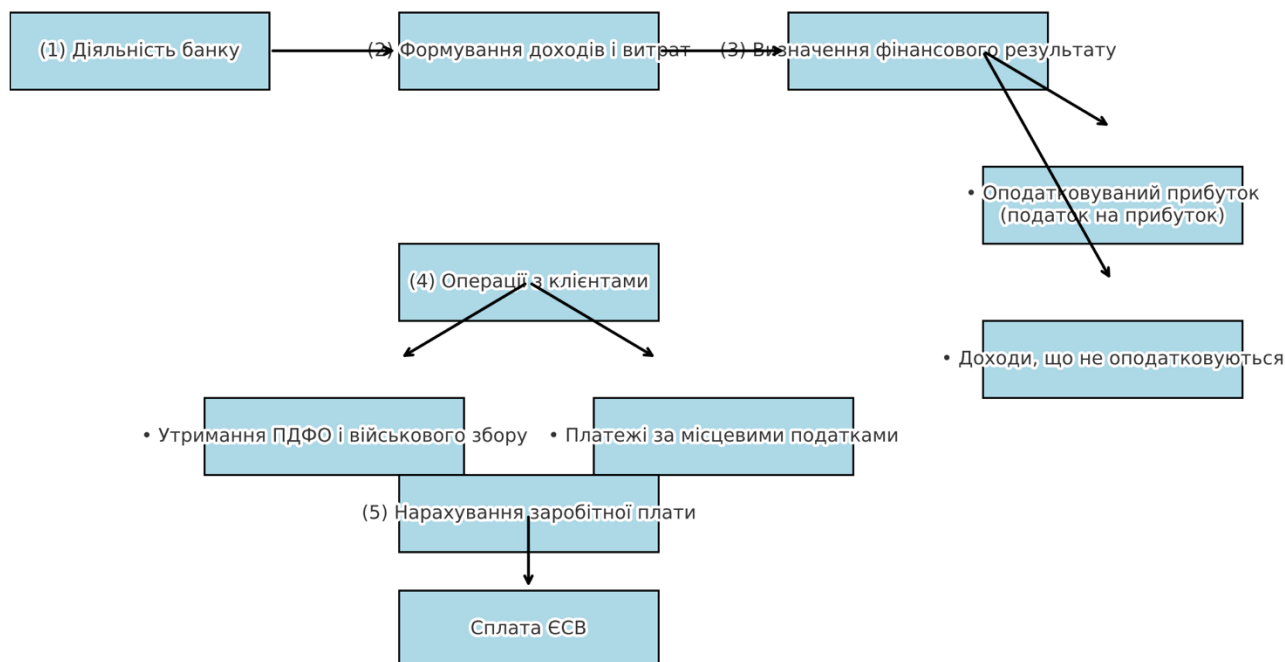 (1) Діяльність банку
(2) Формування доходів і витрат
(3) Визначення фінансового результату
• Оподатковуваний прибуток
(податок на прибуток)
(4) Операції з клієнтами
• Доходи, що не оподатковуються
• Утримання ПДФО і військового збору
• Платежі за місцевими податками
(5) Нарахування заробітної плати
Сплата ЄСВ